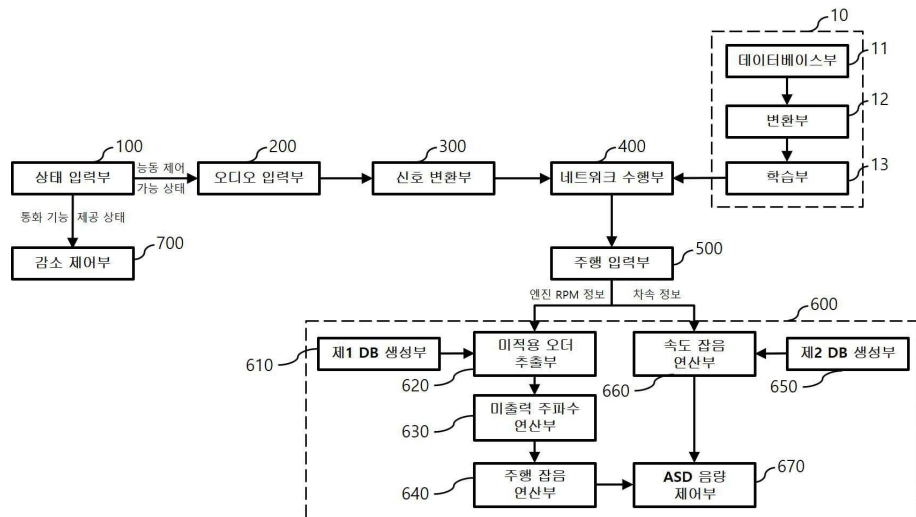 10
데이터베이스부
11
변환부
12
100
200
300
400
상태 입력부
능동 제어
가능 상태
오디오 입력부
신호 변환부
네트워크 수행부
학습부
13
통화 기능 제공 상태
감소 제어부
700
주행 입력부
500
엔진 RPM 정보
차속 정보
600
610
제1 DB 생성부
미적용 오더
추출부
620
속도 잡음
연산부
660
제2 DB 생성부
650
미출력 주파수
연산부
630
주행 잡음
연산부
640
ASD 음량
제어부
670